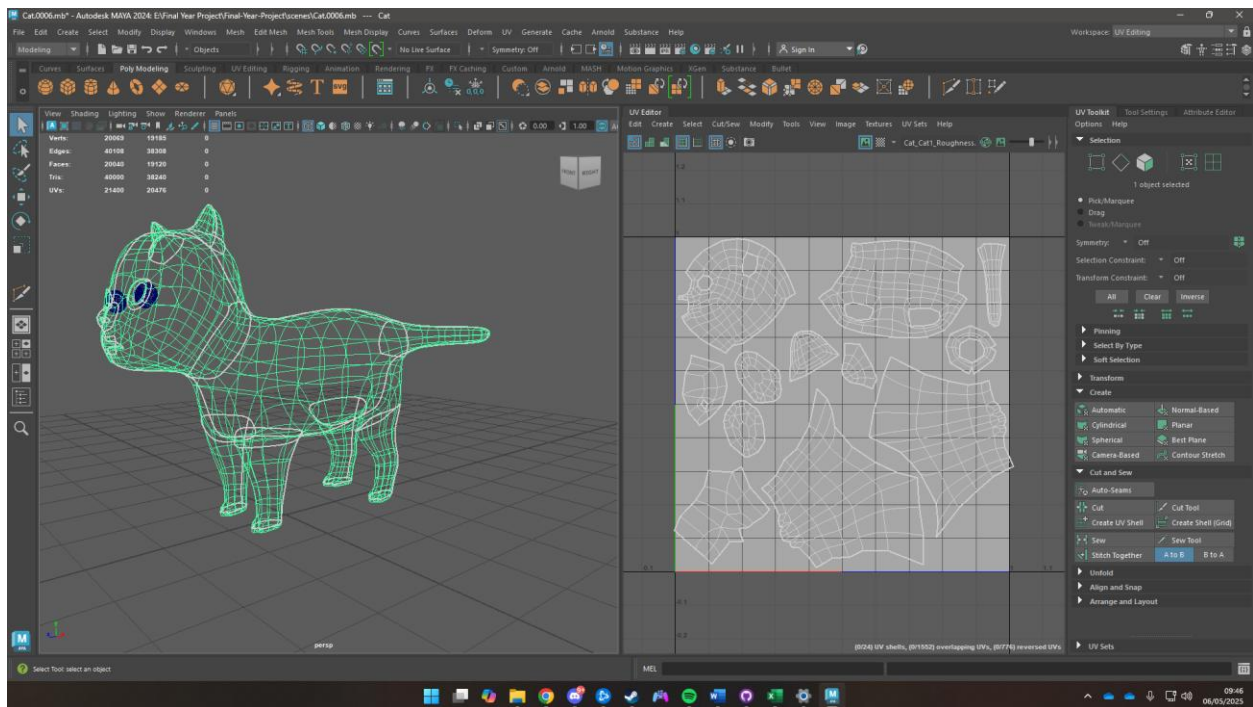 Cat.0006.mb* - Autodesk MAYA 2024: E:\Final Year Project\Final-Year-Project\scenes\Cat.0006.mb --- Cat
File Edit Create Select Modify Display Windows Mesh Edit Mesh Mesh Tools Mesh Display Curves Surfaces Deform UV Generate Cache Arnold Substance Help
Workspace: UV Editing
Modeling Objects No Live Surface Symmetry: Off Sign In
Curves Surfaces Poly Modeling Sculpting UV Editing Rigging Animation Rendering FX FX Caching Custom Arnold MASH Motion Graphics XGen Substance Bullet
View Shading Lighting Show Renderer Panels
0.00 1.00
Verts: 20069 19185 0
Edges: 40108 38308 0
Faces: 20040 19120 0
Tris: 40000 38240 0
UVs: 21400 20476 0
FRONT RIGHT
persp
UV Editor
Edit Create Select Cut/Sew Modify Tools View Image Textures UV Sets Help
Cat_Cat1_Roughness.
(0/24) UV shells, (0/1552) overlapping UVs, (0/776) reversed UVs
UV Toolkit Tool Settings Attribute Editor
Options Help
Selection
1 object selected
Pick/Marquee
Drag
Tweak/Marquee
Symmetry: Off
Selection Constraint: Off
Transform Constraint: Off
All Clear Inverse
Pinning
Select By Type
Soft Selection
Transform
Create
Automatic Normal-Based
Cylindrical Planar
Spherical Best Plane
Camera-Based Contour Stretch
Cut and Sew
Auto-Seams
Cut Cut Tool
Create UV Shell Create Shell (Grid)
Sew Sew Tool
Stitch Together A to B B to A
Unfold
Align and Snap
Arrange and Layout
UV Sets
Select Tool: select an object
MEL
09:46
06/05/2025